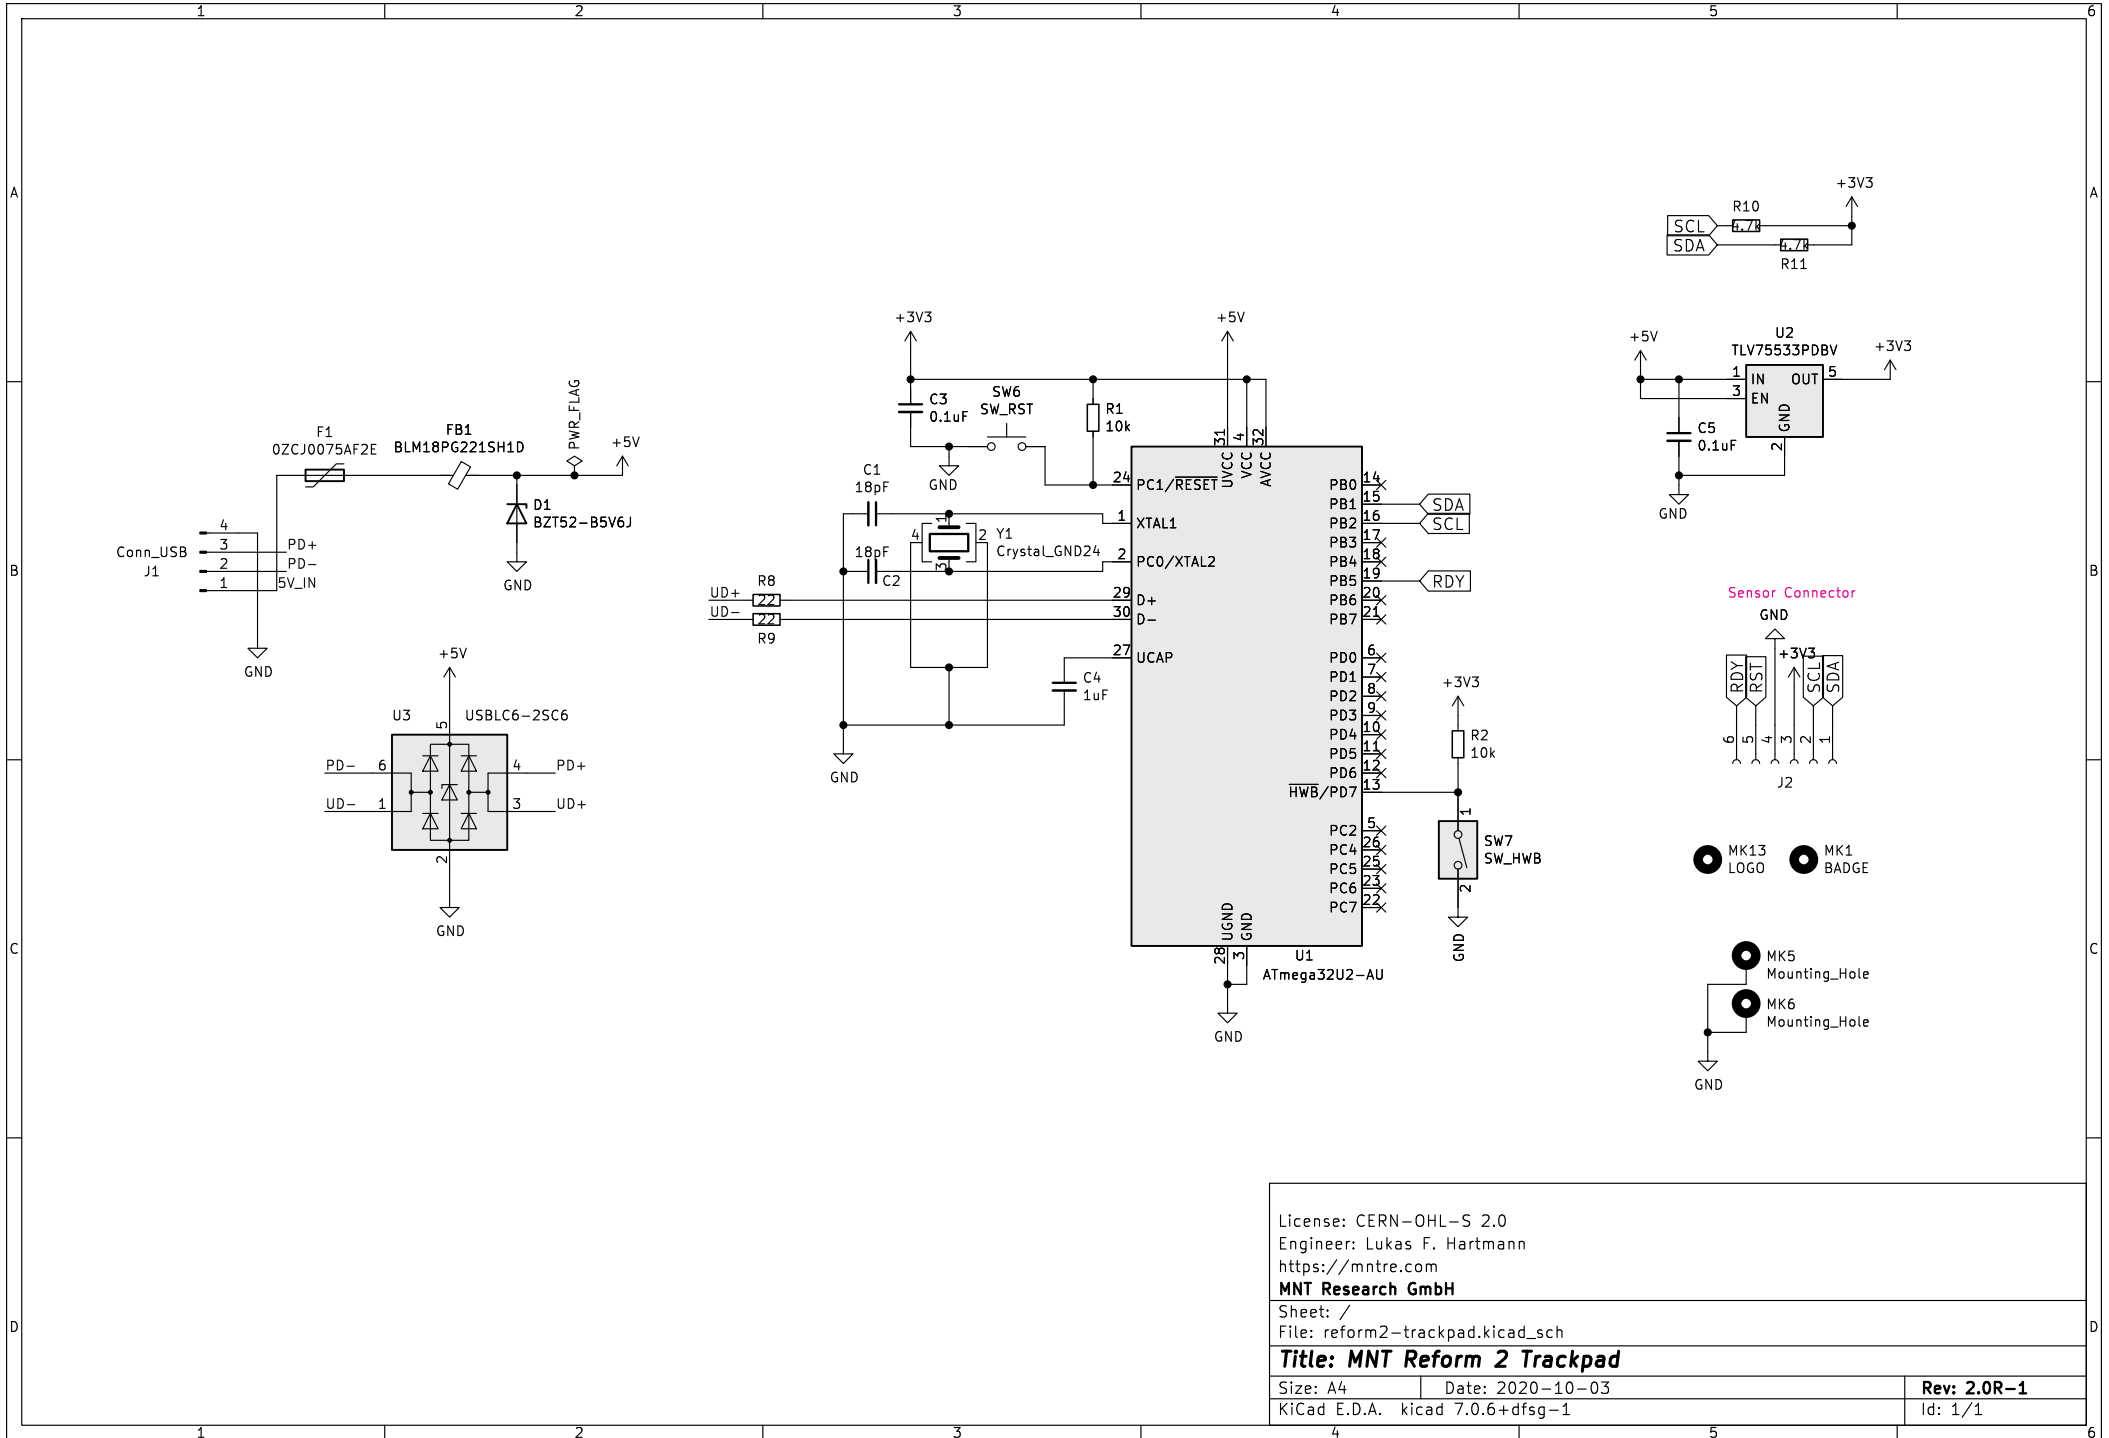 1 2 3 4 5 6
A A
B B
C C
D D
+3V3
R10
SCL 4.7k
SDA 4.7k
R11
+3V3
+5V
C3
0.1uF
SW6
SW_RST
R1
10k
GND
+5V
U2
TLV75533PDBV
+3V3
1 IN OUT 5
3 EN
GND
2
C5
0.1uF
GND
F1
0ZCJ0075AF2E
FB1
BLM18PG221SH1D
PWR_FLAG
+5V
D1
BZT52-B5V6J
GND
Conn_USB
J1
4
3 PD+
2 PD-
1 5V_IN
GND
C1
18pF
1
4 2
3
Y1
Crystal_GND24
18pF
C2
UD+ R8 22
UD- 22
R9
C4
1uF
GND
31 4 32
UVCC VCC AVCC
24 PC1/RESET
1 XTAL1
2 PC0/XTAL2
29 D+
30 D-
27 UCAP
PB0 14
PB1 15 SDA
PB2 16 SCL
PB3 17
PB4 18
PB5 19 RDY
PB6 20
PB7 21
PD0 6
PD1 7
PD2 8
PD3 9
PD4 10
PD5 11
PD6 12
HWB/PD7 13
PC2 5
PC4 26
PC5 25
PC6 23
PC7 22
UGND GND
28 3
U1
ATmega32U2-AU
GND
+3V3
R2
10k
1
SW7
SW_HWB
2
GND
+5V
U3 5 USBLC6-2SC6
PD- 6 4 PD+
UD- 1 3 UD+
2
GND
Sensor Connector
GND
+3V3
RDY RST SCL SDA
6 5 4 3 2 1
J2
MK13
LOGO
MK1
BADGE
MK5
Mounting_Hole
MK6
Mounting_Hole
GND
License: CERN-OHL-S 2.0
Engineer: Lukas F. Hartmann
https://mntre.com
MNT Research GmbH
Sheet: /
File: reform2-trackpad.kicad_sch
Title: MNT Reform 2 Trackpad
Size: A4 Date: 2020-10-03 Rev: 2.0R-1
KiCad E.D.A. kicad 7.0.6+dfsg-1 Id: 1/1
1 2 3 4 5 6